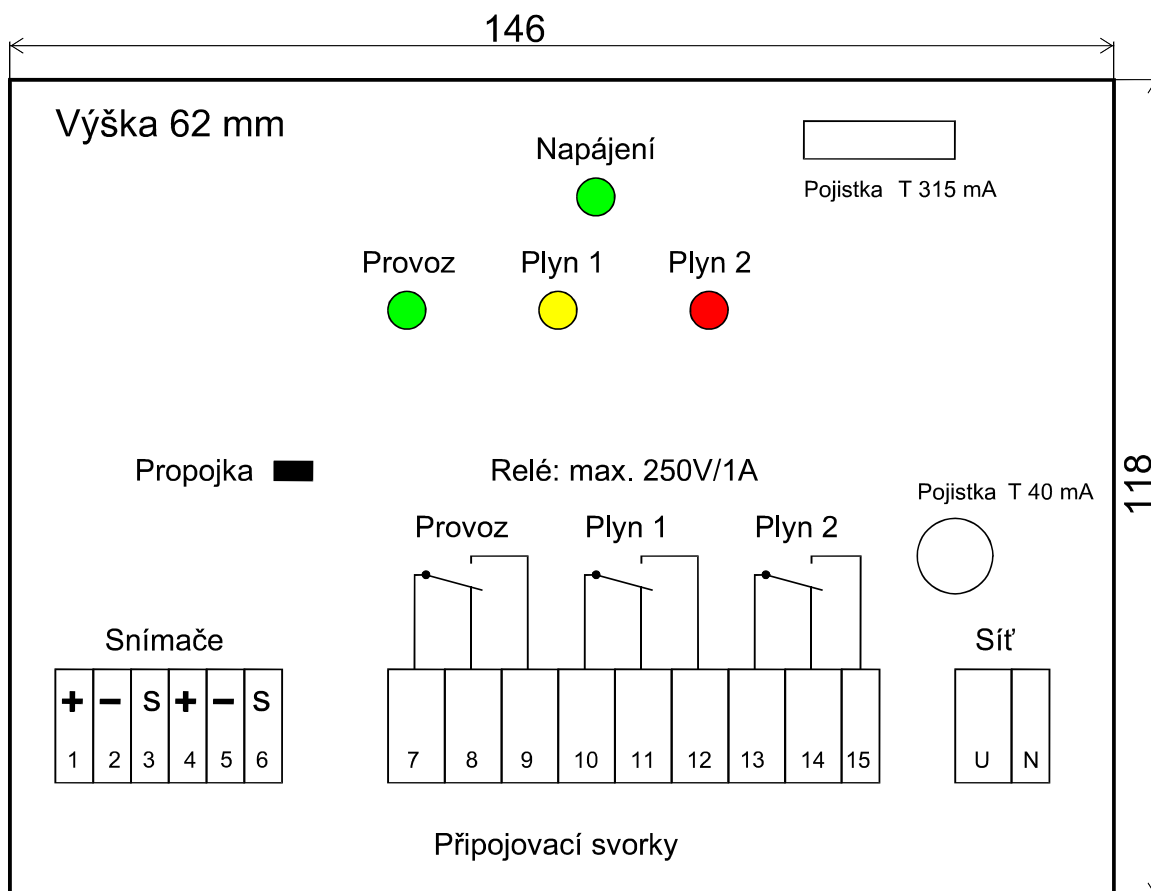 146
Výška 62 mm
Napájení
Pojistka T 315 mA
Provoz Plyn 1 Plyn 2
Propojka Relé: max. 250V/1A
118
Pojistka T 40 mA
Provoz Plyn 1 Plyn 2
Snímače Síť
+ − S + − S
1 2 3 4 5 6 7 8 9 10 11 12 13 14 15 U N
Připojovací svorky